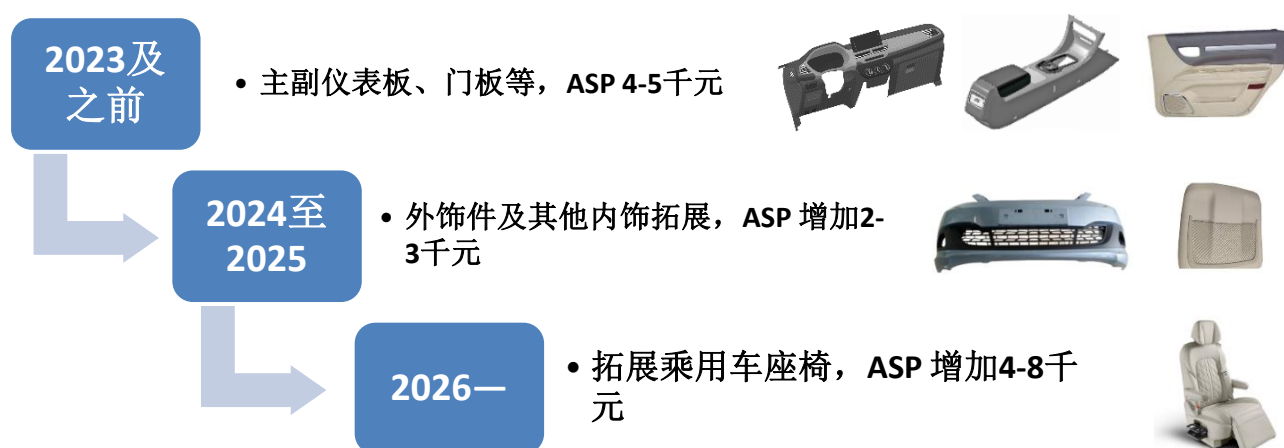 2023及
之前
• 主副仪表板、门板等，ASP 4-5千元
2024至
2025
• 外饰件及其他内饰拓展，ASP 增加2-
3千元
2026—
• 拓展乘用车座椅，ASP 增加4-8千
元